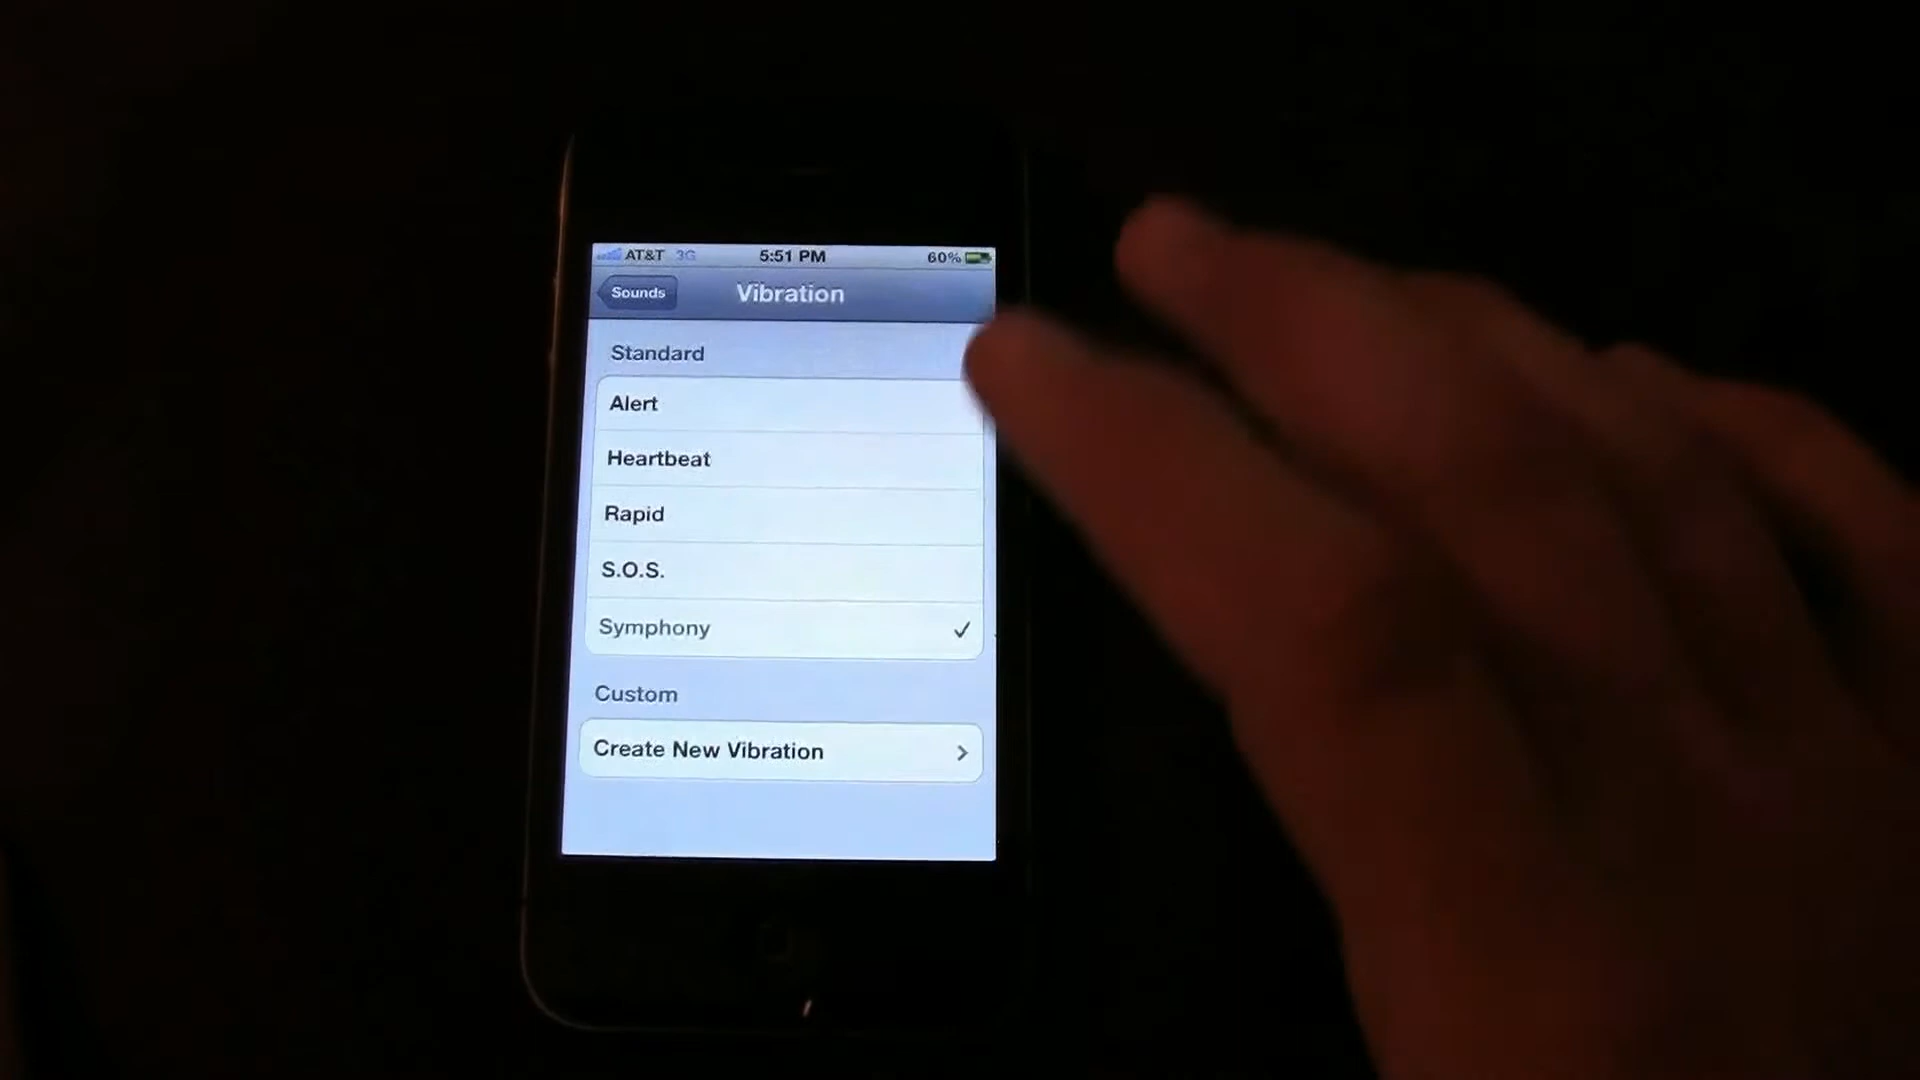 AT&T 3G 5:51 PM 60%
Sounds Vibration
Standard
Alert
Heartbeat
Rapid
S.O.S.
Symphony
Custom
Create New Vibration